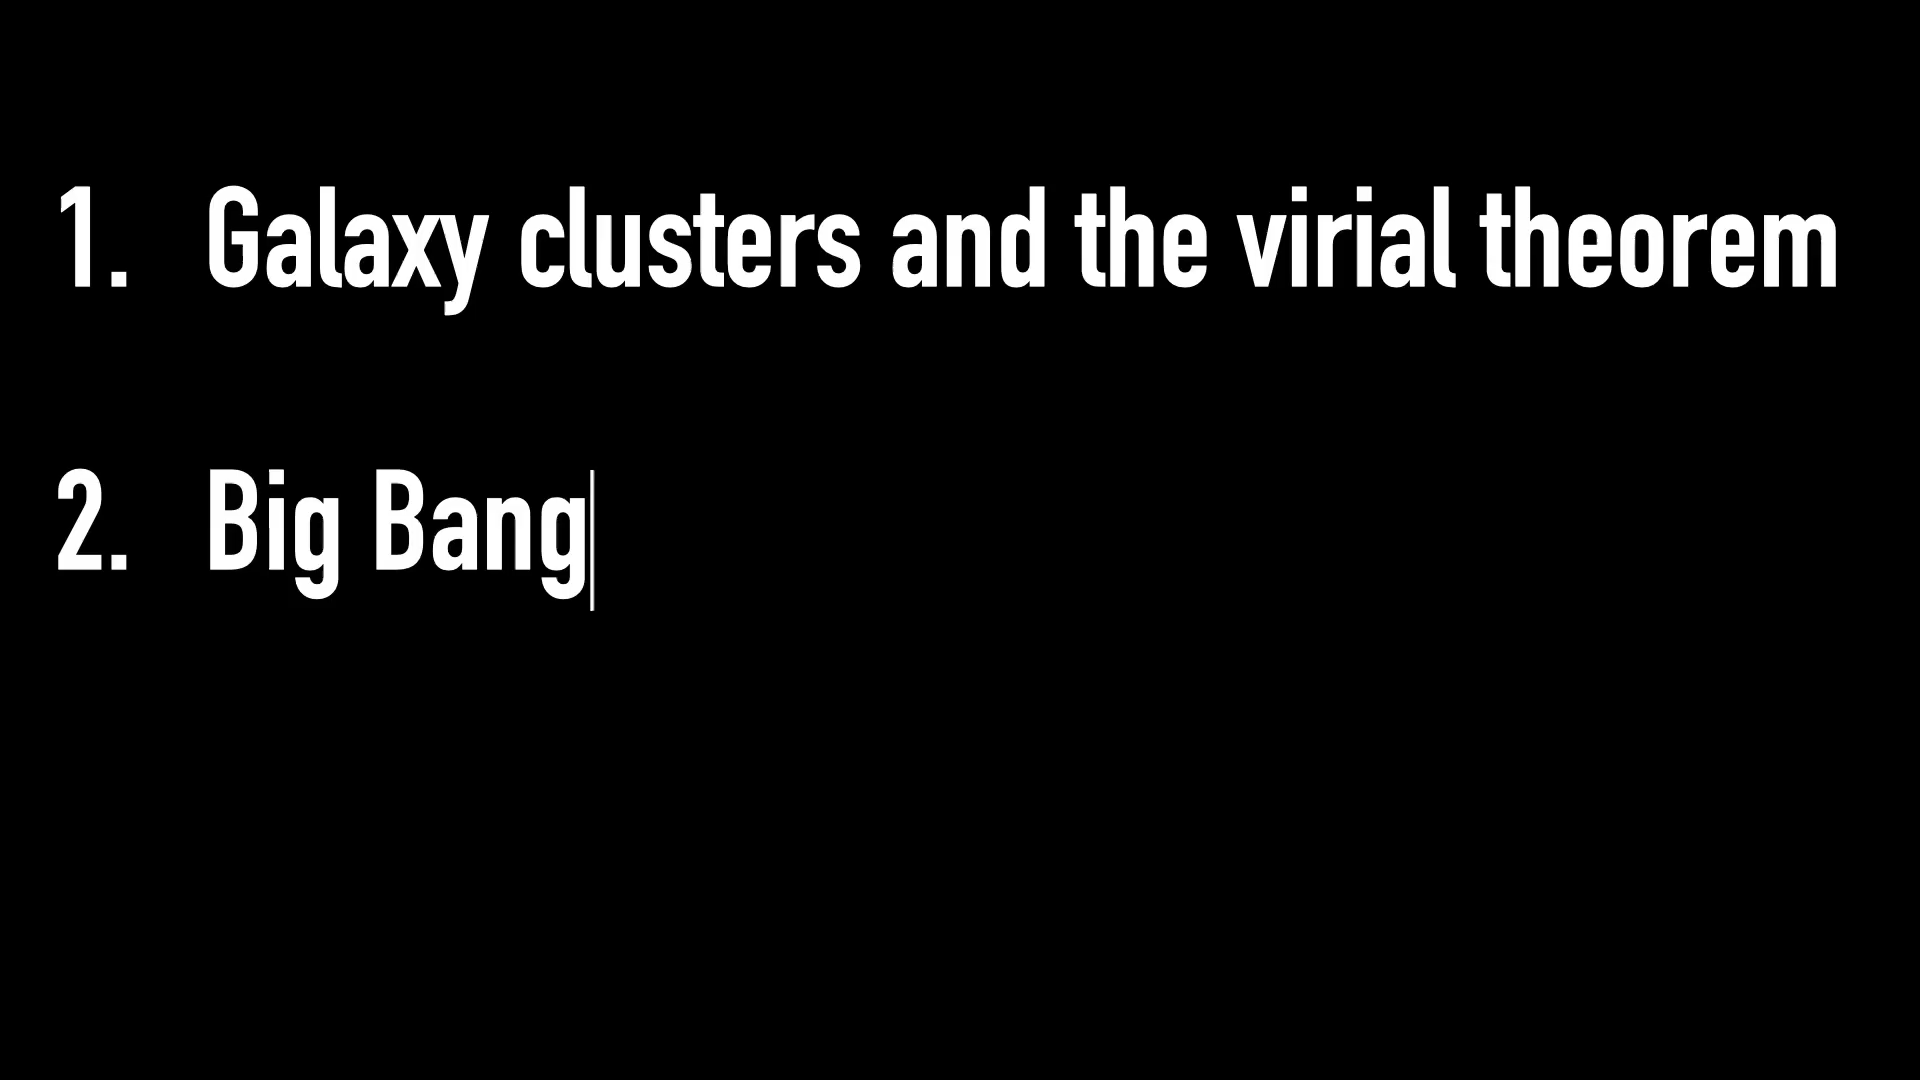 1. Galaxy clusters and the virial theorem
2. Big Bang